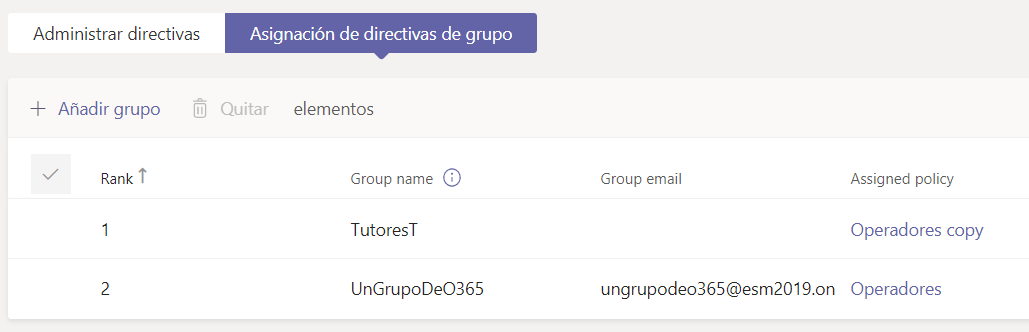 Administrar directivas Asignación de directivas de grupo
Añadir grupo Quitar elementos
Rank Group name Group email Assigned policy
1 TutoresT Operadores copy
2 UnGrupoDeO365 ungrupodeo365@esm2019.on Operadores